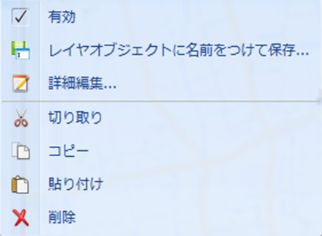 有効
レイヤオブジェクトに名前をつけて保存...
詳細編集...
切り取り
コピー
貼り付け
削除